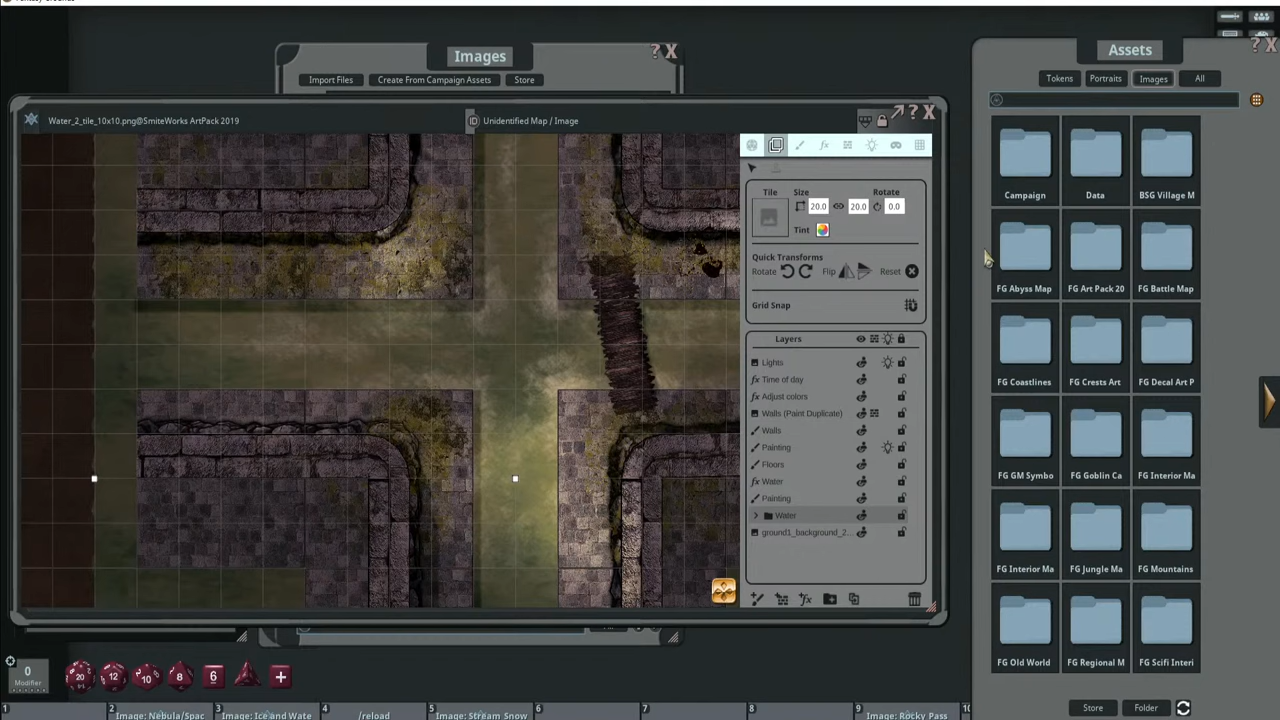 Images
Import Files
Create From Campaign Assets
Store
Water_2_tile_10x10.png@SmiteWorks ArtPack 2019
ID
Unidentified Map / Image
Tile
Size
Rotate
20.0
20.0
0.0
Tint
Quick Transforms
Rotate
Flip
Reset
Grid Snap
Layers
Lights
fx Time of day
fx Adjust colors
Walls (Paint Duplicate)
Walls
Painting
Floors
fx Water
Painting
Water
ground1_background_2...
Assets
Tokens
Portraits
Images
All
Campaign
Data
BSG Village M
FG Abyss Map
FG Art Pack 20
FG Battle Map
FG Coastlines
FG Crests Art
FG Decal Art P
FG GM Symbo
FG Goblin Ca
FG Interior Ma
FG Interior Ma
FG Jungle Ma
FG Mountains
FG Old World
FG Regional M
FG Scifi Interi
Store
Folder
0
Modifier
20
12
10
8
6
1
2
Image: Nebula/Spac
3
Image: Ice and Wate
4
/reload
5
Image: Stream Snow
6
7
8
9
Image: Rocky Pass
10